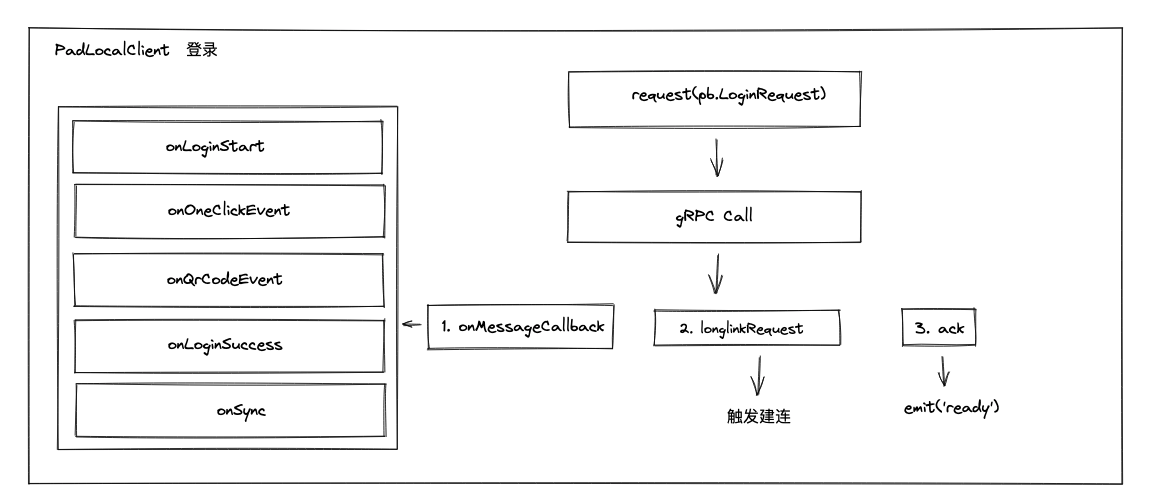 PadLocalClient 登录
request(pb.LoginRequest)
onLoginStart
onOneClickEvent
gRPC Call
onQrCodeEvent
1. onMessageCallback
2. longlinkRequest
3. ack
onLoginSuccess
onSync
触发建连
emit('ready')